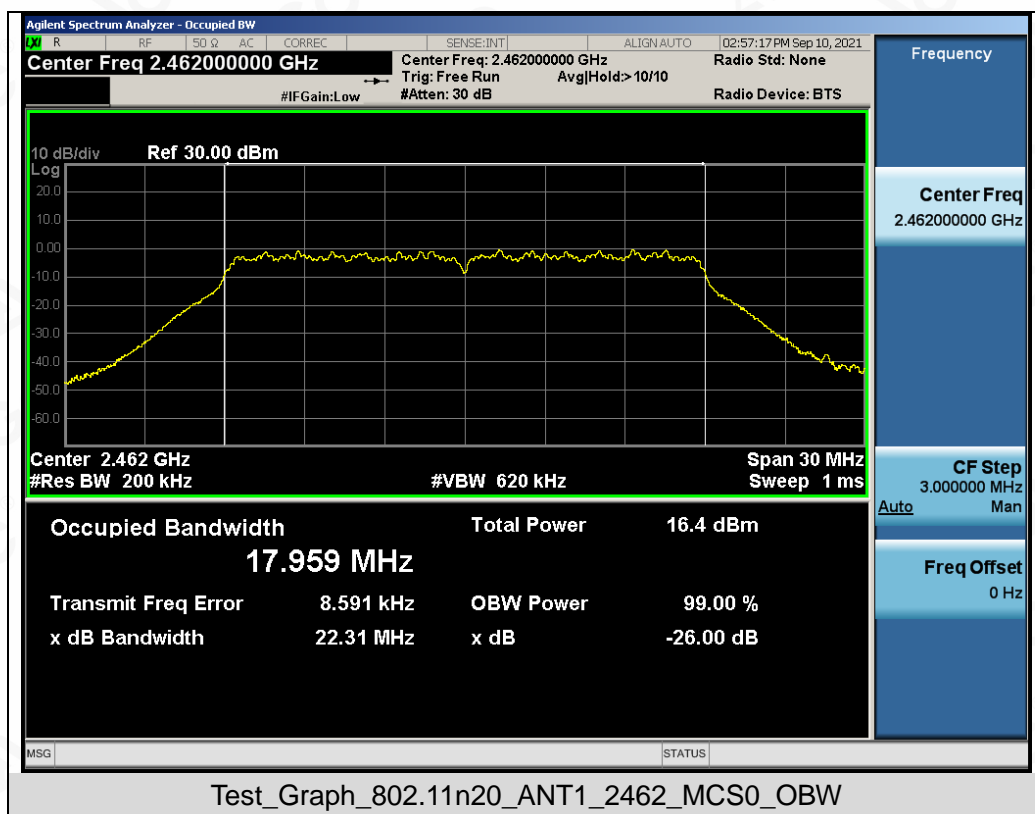 Agilent Spectrum Analyzer - Occupied BW
LXI R RF 50 Ω AC CORREC SENSE:INT ALIGN AUTO 02:57:17 PM Sep 10, 2021
Center Freq 2.462000000 GHz
Center Freq: 2.462000000 GHz Radio Std: None
Trig: Free Run Avg|Hold:> 10/10
#IFGain:Low #Atten: 30 dB Radio Device: BTS
Frequency
10 dB/div Ref 30.00 dBm
Log
20.0
10.0
0.00
-10.0
-20.0
-30.0
-40.0
-50.0
-60.0
Center 2.462 GHz Span 30 MHz
#Res BW 200 kHz #VBW 620 kHz Sweep 1 ms
Center Freq
2.462000000 GHz
CF Step
3.000000 MHz
Auto Man
Freq Offset
0 Hz
Occupied Bandwidth Total Power 16.4 dBm
17.959 MHz
Transmit Freq Error 8.591 kHz OBW Power 99.00 %
x dB Bandwidth 22.31 MHz x dB -26.00 dB
MSG STATUS
Test_Graph_802.11n20_ANT1_2462_MCS0_OBW